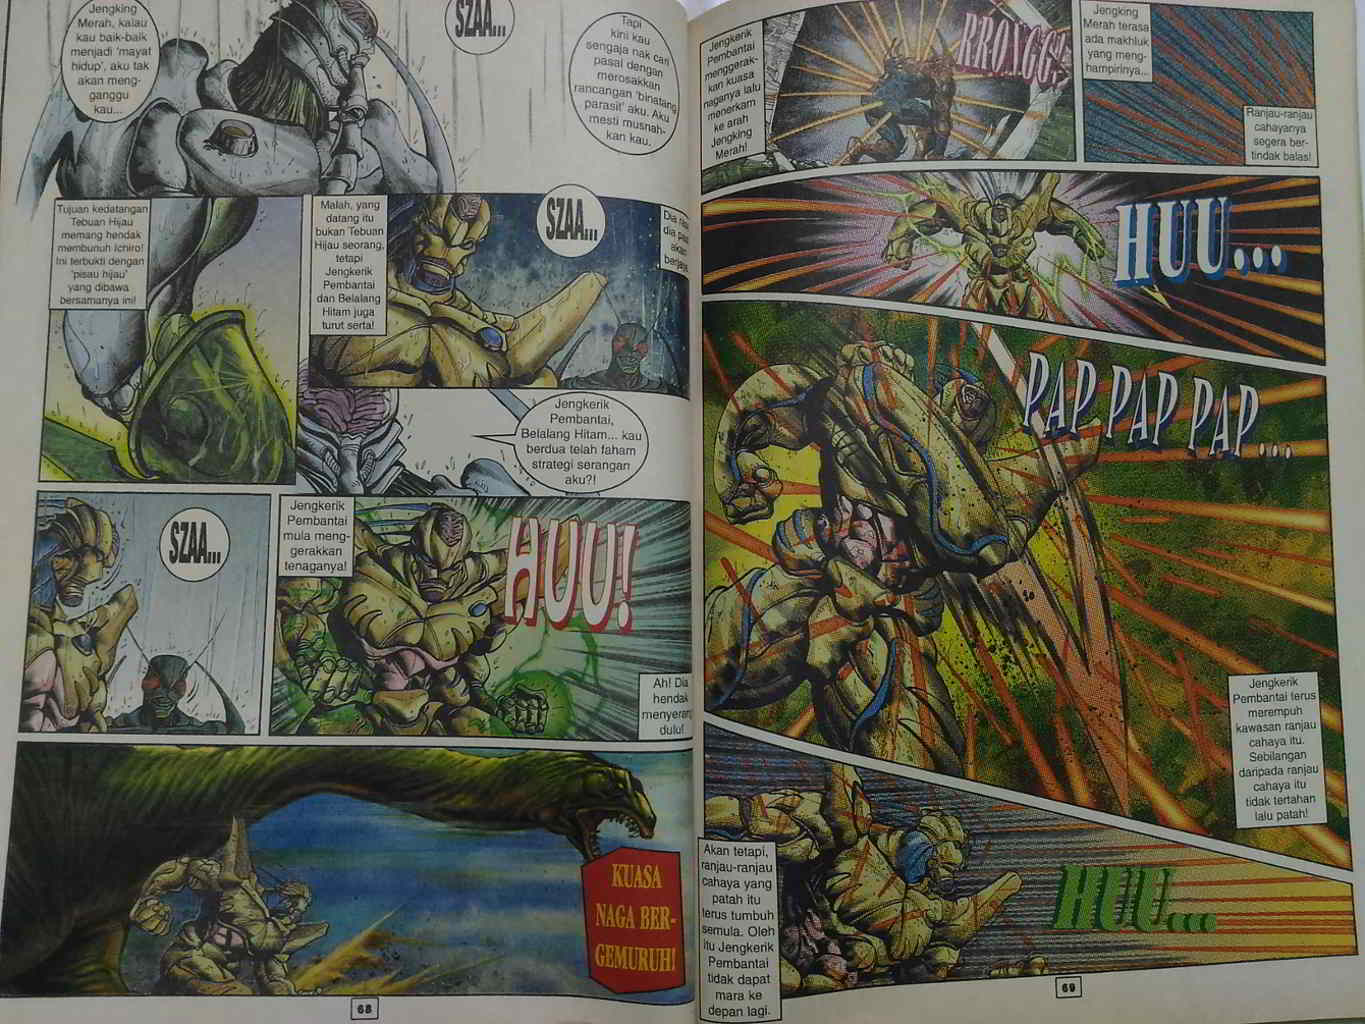 Jengking
Merah, kalau
kau baik-baik
menjadi 'mayat
hidup', aku tak
akan meng-
ganggu
kau...
SZAA...
Tapi
kini kau
sengaja nak cari
pasal dengan
merosakkan
rancangan 'binatang
parasit' aku. Aku
mesti musnah-
kan kau.
Tujuan kedatangan
Tebuan Hijau
memang hendak
membunuh Ichiro!
Ini terbukti dengan
'pisau hijau'
yang dibawa
bersamanya ini!
Malah, yang
datang itu
bukan Tebuan
Hijau seorang,
tetapi
Jengkerik
Pembantai
dan Belalang
Hitam juga
turut serta!
SZAA...
Dia
dia
akan
Jengkerik
Pembantai,
Belalang Hitam... kau
berdua telah faham
strategi serangan
aku?!
SZAA...
Jengkerik
Pembantai
mula meng-
gerakkan
tenaganya!
HUU!
Ah! Dia
hendak
menyerang
dulu!
KUASA
NAGA BER-
GEMURUH!
68
Jengkerik
Pembantai
menggerak-
kan kuasa
naganya lalu
menerkam
ke arah
Jengking
Merah!
RRONGG!
Jengking
Merah terasa
ada makhluk
yang meng-
hampirinya...
Ranjau-ranjau
cahayanya
segera ber-
tindak balas!
HUU...
PAP PAP PAP...
Jengkerik
Pembantai terus
merempuh
kawasan ranjau
cahaya itu.
Sebilangan
daripada ranjau
cahaya itu
tidak tertahan
lalu patah!
Akan tetapi,
ranjau-ranjau
cahaya yang
patah itu
terus tumbuh
semula. Oleh
itu Jengkerik
Pembantai
tidak dapat
mara ke
depan lagi.
HUU...
69